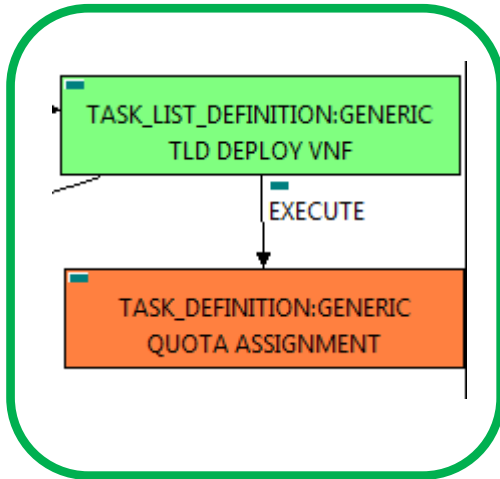 TASK_LIST_DEFINITION:GENERIC
TLD DEPLOY VNF
EXECUTE
TASK_DEFINITION:GENERIC
QUOTA ASSIGNMENT